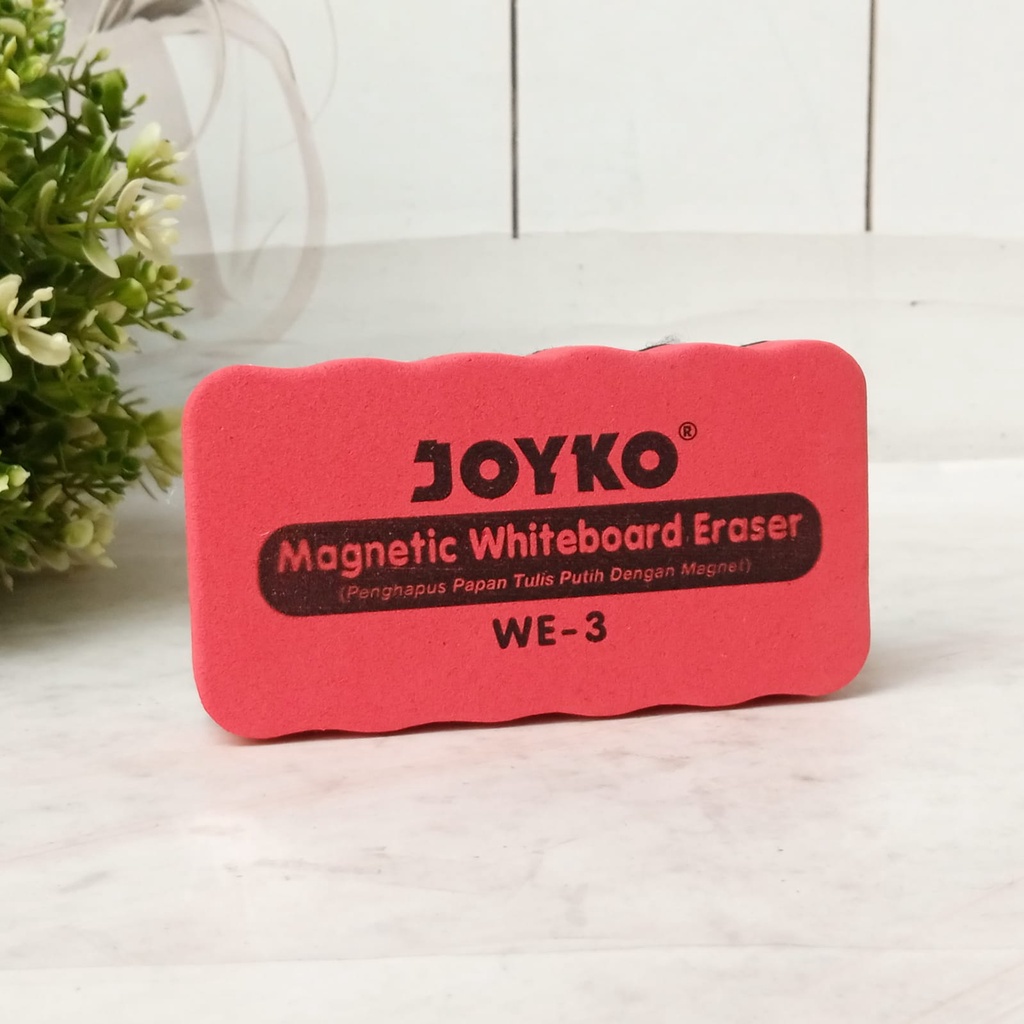 JOYKO®
Magnetic Whiteboard Eraser
(Penghapus Papan Tulis Putih Dengan Magnet)
WE-3